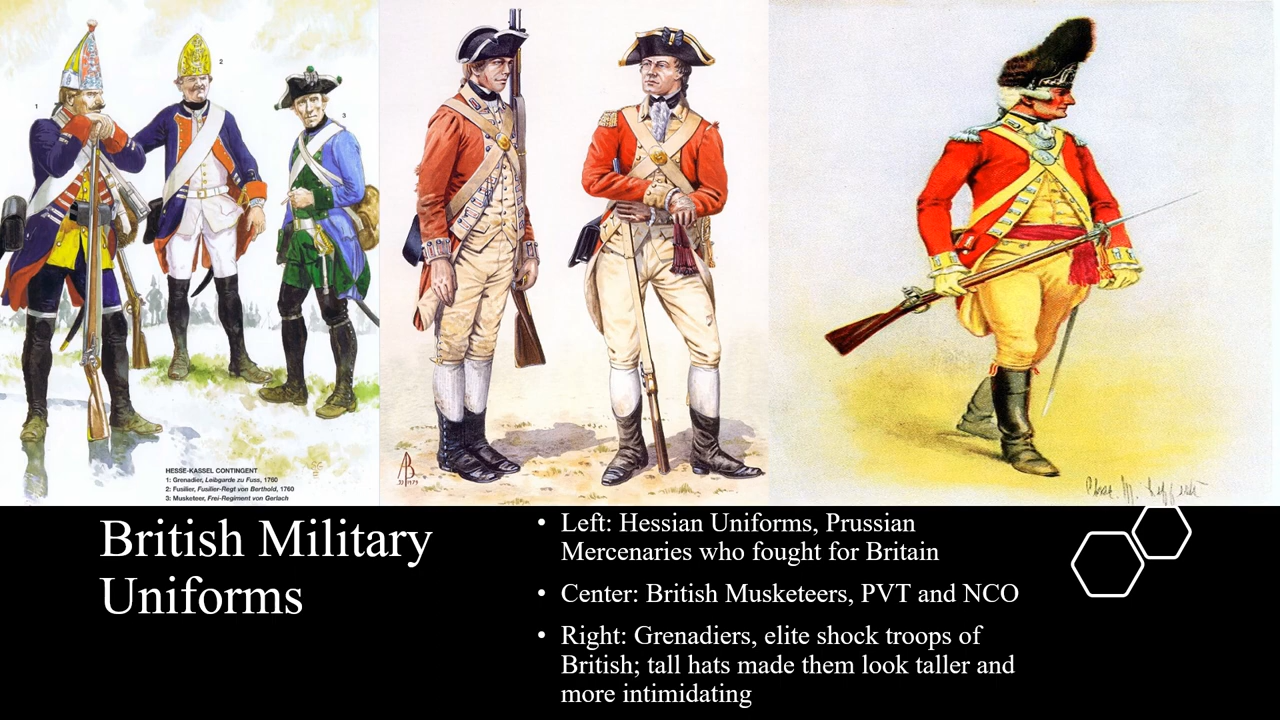 1
2
3
HESSE-KASSEL CONTINGENT
1: Grenadier, Leibgarde zu Fuss, 1760
2: Fusilier, Fusilier-Regt von Berthold, 1760
3: Musketeer, Frei-Regiment von Gerlach
British Military
Uniforms
• Left: Hessian Uniforms, Prussian
Mercenaries who fought for Britain
• Center: British Musketeers, PVT and NCO
• Right: Grenadiers, elite shock troops of
British; tall hats made them look taller and
more intimidating